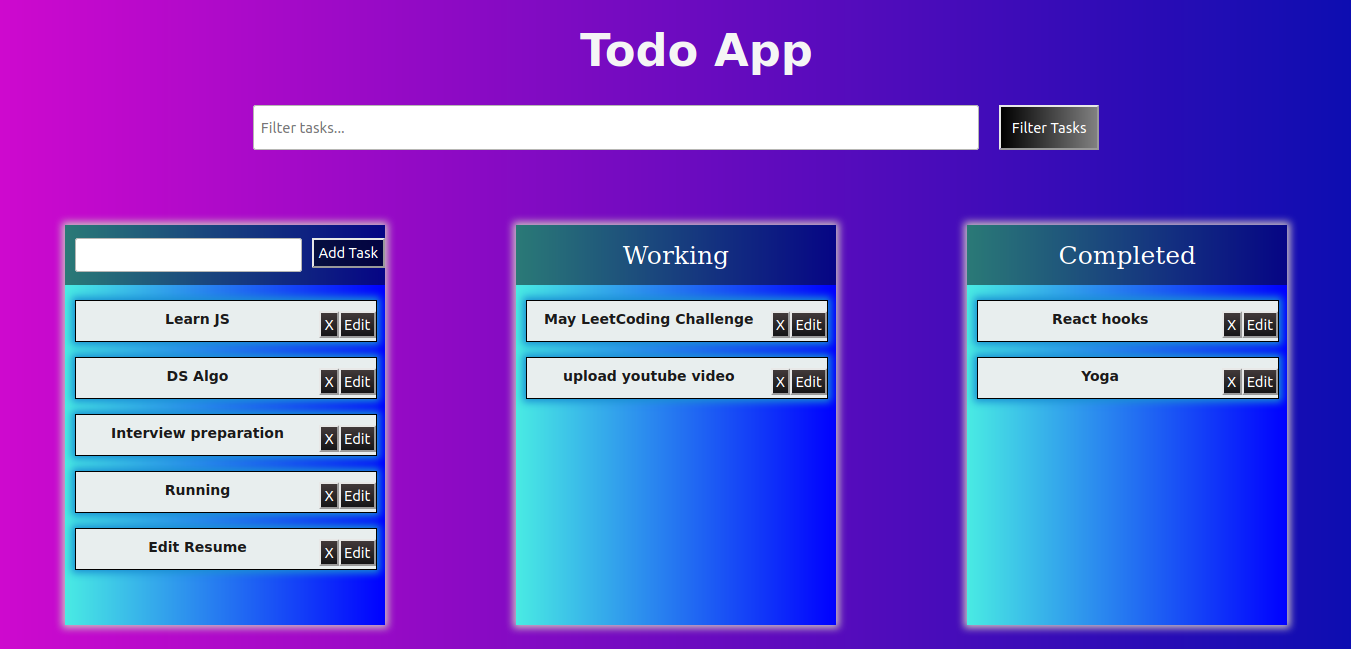 Todo App
Filter tasks...
Filter Tasks
Add Task
Learn JS
X
Edit
DS Algo
X
Edit
Interview preparation
X
Edit
Running
X
Edit
Edit Resume
X
Edit
Working
May LeetCoding Challenge
X
Edit
upload youtube video
X
Edit
Completed
React hooks
X
Edit
Yoga
X
Edit